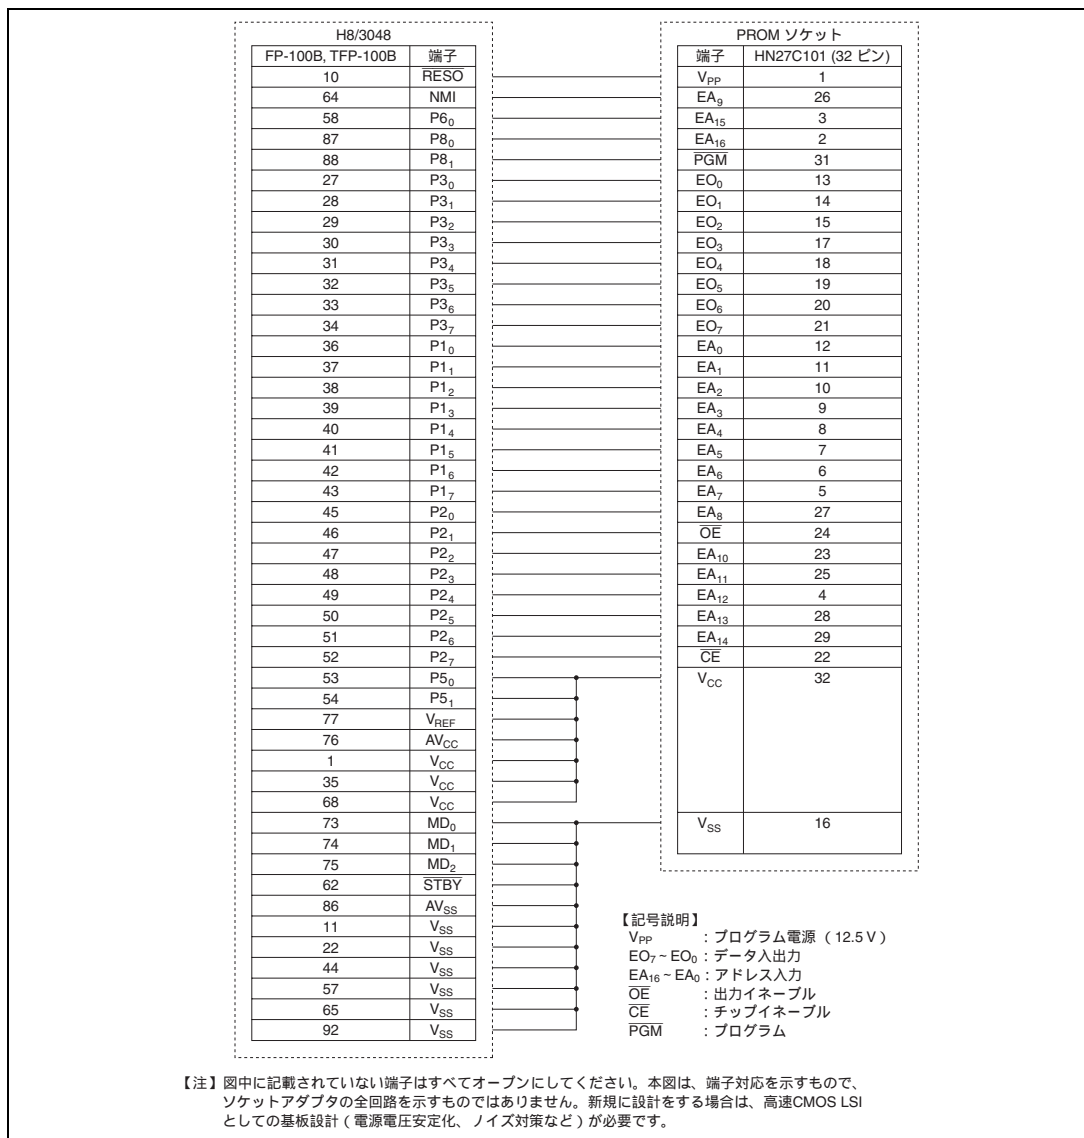 H8/3048 PROM ソケット
FP-100B, TFP-100B 端子 端子 HN27C101 (32 ピン)
10 R̅E̅S̅O̅ V_PP 1
64 NMI EA₉ 26
58 P6₀ EA₁₅ 3
87 P8₀ EA₁₆ 2
88 P8₁ P̅G̅M̅ 31
27 P3₀ EO₀ 13
28 P3₁ EO₁ 14
29 P3₂ EO₂ 15
30 P3₃ EO₃ 17
31 P3₄ EO₄ 18
32 P3₅ EO₅ 19
33 P3₆ EO₆ 20
34 P3₇ EO₇ 21
36 P1₀ EA₀ 12
37 P1₁ EA₁ 11
38 P1₂ EA₂ 10
39 P1₃ EA₃ 9
40 P1₄ EA₄ 8
41 P1₅ EA₅ 7
42 P1₆ EA₆ 6
43 P1₇ EA₇ 5
45 P2₀ EA₈ 27
46 P2₁ O̅E̅ 24
47 P2₂ EA₁₀ 23
48 P2₃ EA₁₁ 25
49 P2₄ EA₁₂ 4
50 P2₅ EA₁₃ 28
51 P2₆ EA₁₄ 29
52 P2₇ C̅E̅ 22
53 P5₀ V_CC 32
54 P5₁
77 V_REF
76 AV_CC
1 V_CC
35 V_CC
68 V_CC
73 MD₀ V_SS 16
74 MD₁
75 MD₂
62 S̅T̅B̅Y̅
86 AV_SS
11 V_SS
22 V_SS
44 V_SS
57 V_SS
65 V_SS
92 V_SS
【記号説明】
V_PP :プログラム電源(12.5 V)
EO₇~EO₀:データ入出力
EA₁₆~EA₀:アドレス入力
O̅E̅ :出力イネーブル
C̅E̅ :チップイネーブル
P̅G̅M̅ :プログラム
【注】図中に記載されていない端子はすべてオープンにしてください。本図は、端子対応を示すもので、
ソケットアダプタの全回路を示すものではありません。新規に設計をする場合は、高速CMOS LSI
としての基板設計(電源電圧安定化、ノイズ対策など)が必要です。